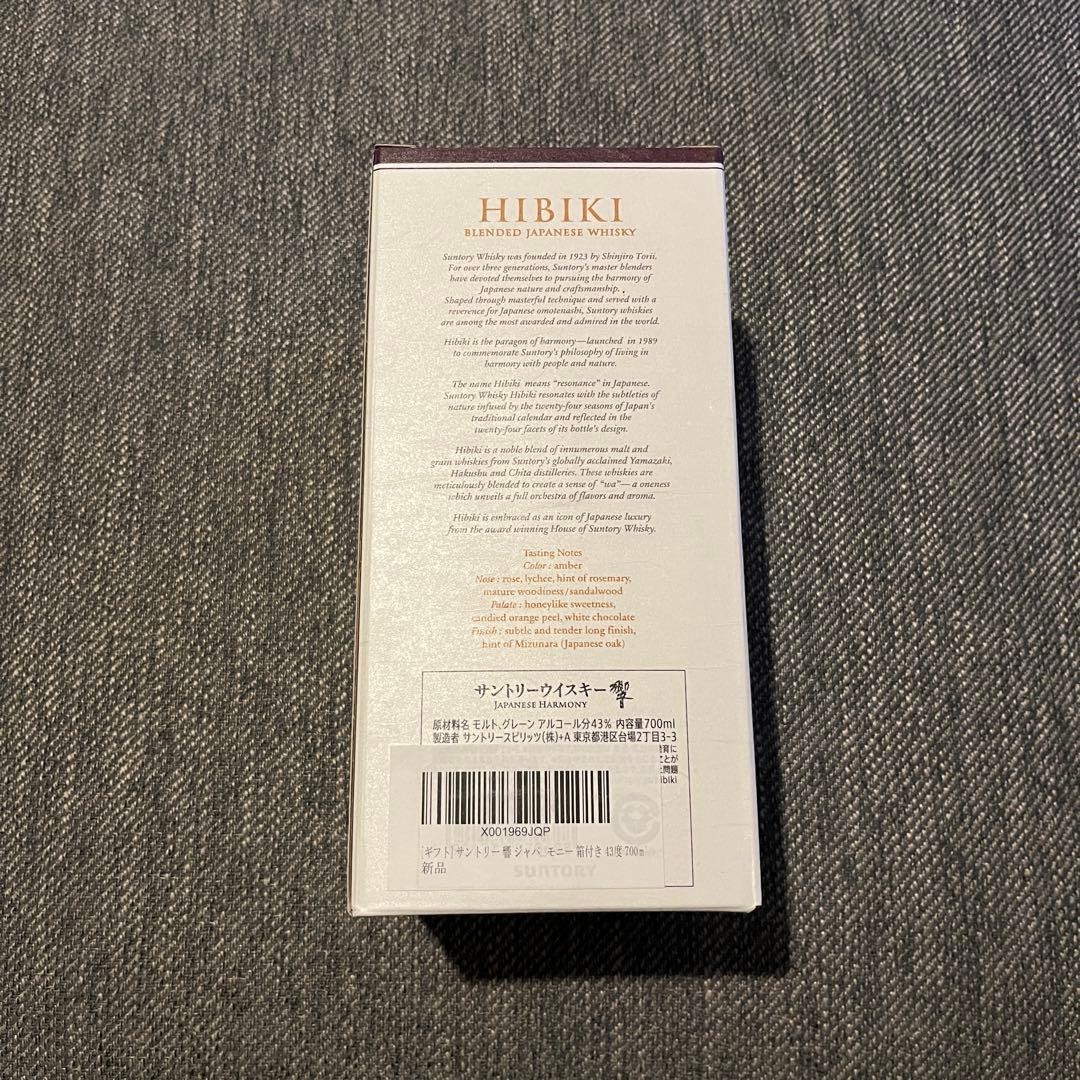 HIBIKI
BLENDED JAPANESE WHISKY
Suntory Whisky was founded in 1923 by Shinjiro Torii.
For over three generations, Suntory's master blenders
have devoted themselves to pursuing the harmony of
Japanese nature and craftsmanship.
Shaped through masterful technique and served with a
reverence for Japanese omotenashi, Suntory whiskies
are among the most awarded and admired in the world.
Hibiki is the paragon of harmony—launched in 1989
to commemorate Suntory's philosophy of living in
harmony with people and nature.
The name Hibiki means "resonance" in Japanese.
Suntory Whisky Hibiki resonates with the subtleties of
nature infused by the twenty-four seasons of Japan's
traditional calendar and reflected in the
twenty-four facets of its bottle's design.
Hibiki is a noble blend of innumerous malt and
grain whiskies from Suntory's globally acclaimed Yamazaki,
Hakushu and Chita distilleries. These whiskies are
meticulously blended to create a sense of "wa"— a oneness
which unveils a full orchestra of flavors and aroma.
Hibiki is embraced as an icon of Japanese luxury
from the award winning House of Suntory Whisky.
Tasting Notes
Color : amber
Nose : rose, lychee, hint of rosemary,
mature woodiness/sandalwood
Palate : honeylike sweetness,
candied orange peel, white chocolate
Finish : subtle and tender long finish,
hint of Mizunara (Japanese oak)
サントリーウイスキー響
JAPANESE HARMONY
原材料名 モルト、グレーン アルコール分43% 内容量700ml
製造者 サントリースピリッツ(株)+A 東京都港区台場2丁目3-3
育に
ことが
問題
ibiki
X001969JQP
[ギフト] サントリー 響 ジャパ モニー 箱付き 43度 700m
新品
SUNTORY